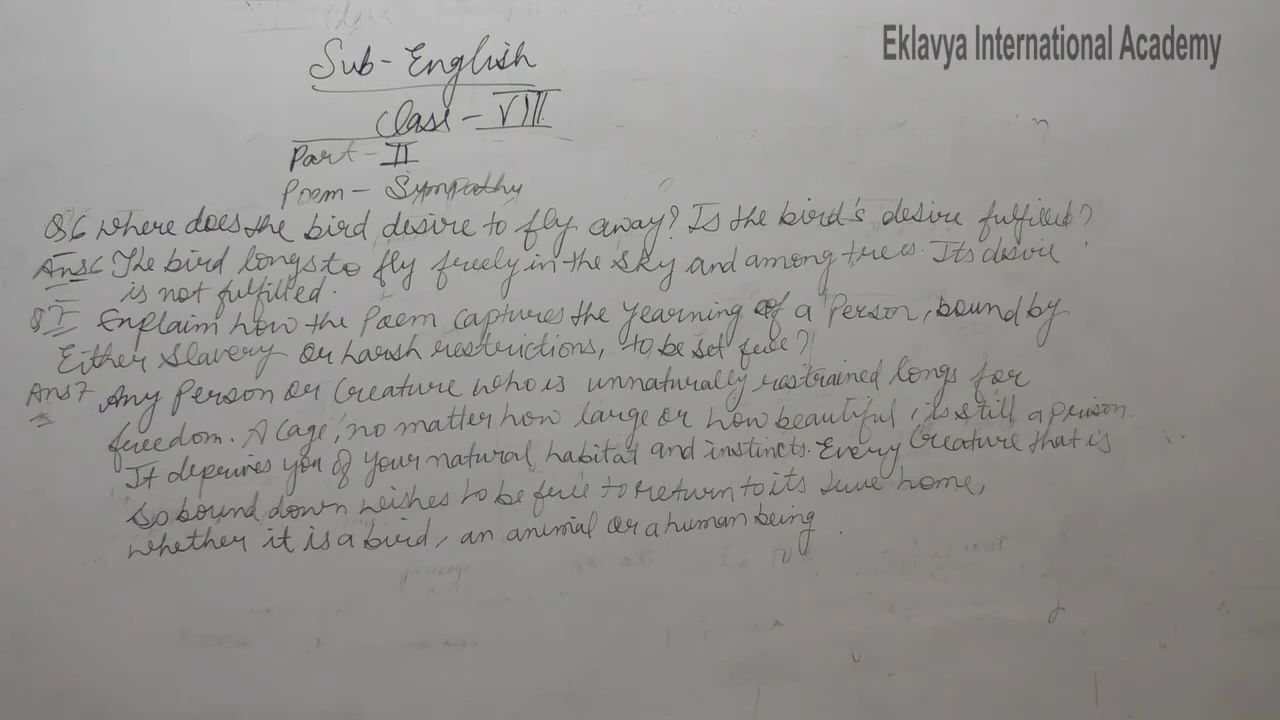 Eklavya International Academy
Sub- English
Class - VIII
Part - II
Poem - Sympathy
Q6 Where does the bird desire to fly away? Is the bird's desire fulfilled?
Ans6 The bird longs to fly freely in the sky and among trees. Its desire
is not fulfilled.
Q7 Explaim how the Poem captures the yearning of a Person, bound by
Either slavery or harsh restrictions, to be set free?
Ans7 Any Person or Creature who is unnaturally restrained longs for
freedom. A Cage, no matter how large or how beautiful, is still a prison.
It deprives you of your natural habitat and instincts. Every Creature that is
so bound down wishes to be free to return to its true home,
whether it is a bird, an animal or a human being.